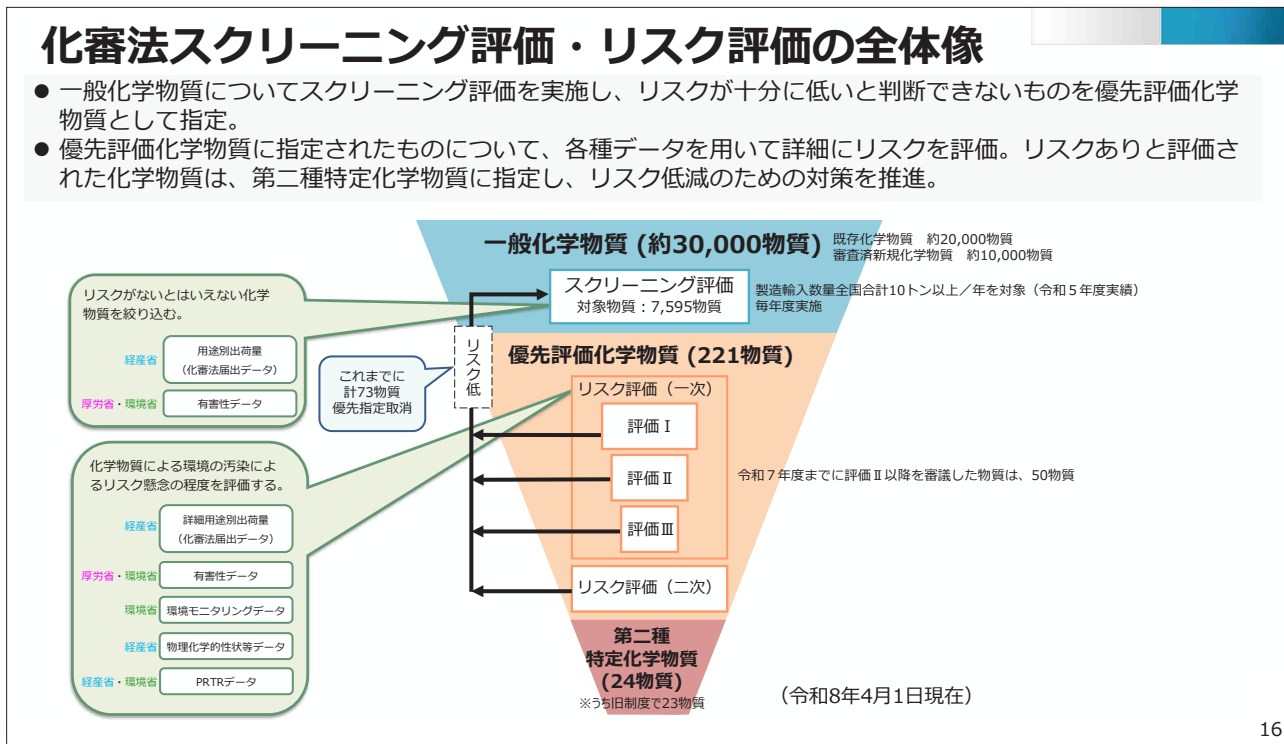 化審法スクリーニング評価・リスク評価の全体像
● 一般化学物質についてスクリーニング評価を実施し、リスクが十分に低いと判断できないものを優先評価化学
物質として指定。
● 優先評価化学物質に指定されたものについて、各種データを用いて詳細にリスクを評価。リスクありと評価さ
れた化学物質は、第二種特定化学物質に指定し、リスク低減のための対策を推進。
一般化学物質 (約30,000物質)
既存化学物質 約20,000物質
審査済新規化学物質 約10,000物質
スクリーニング評価
対象物質：7,595物質
製造輸入数量全国合計10トン以上／年を対象（令和５年度実績）
毎年度実施
リスクがないとはいえない化学
物質を絞り込む。
経産省
用途別出荷量
（化審法届出データ）
厚労省・環境省
有害性データ
これまでに
計73物質
優先指定取消
リスク低
優先評価化学物質 (221物質)
リスク評価（一次）
評価Ⅰ
評価Ⅱ
令和７年度までに評価Ⅱ以降を審議した物質は、50物質
評価Ⅲ
リスク評価（二次）
化学物質による環境の汚染によ
るリスク懸念の程度を評価する。
経産省
詳細用途別出荷量
（化審法届出データ）
厚労省・環境省
有害性データ
環境省
環境モニタリングデータ
経産省
物理化学的性状等データ
経産省・環境省
PRTRデータ
第二種
特定化学物質
(24物質)
※うち旧制度で23物質
（令和8年4月1日現在）
16